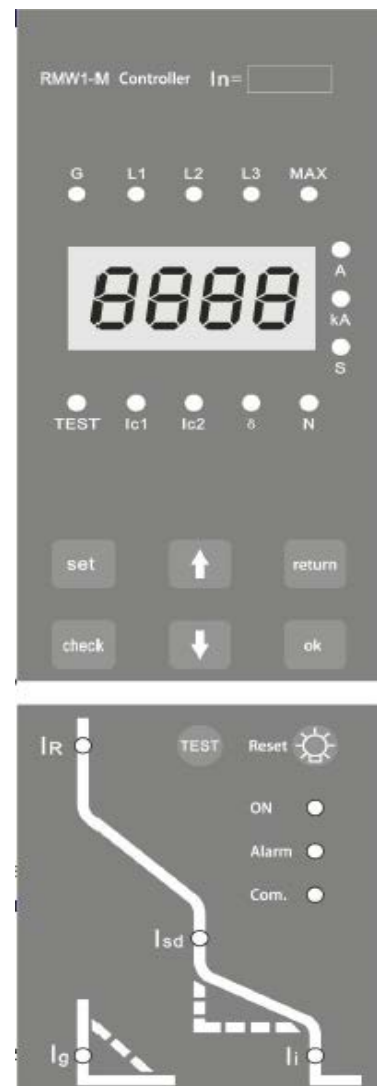 RMW1-M Controller In=
G L1 L2 L3 MAX
A
8888
kA
S
TEST Ic1 Ic2 δ N
set return
check ok
IR TEST Reset
ON
Alarm
Com.
Isd
Ig Ii